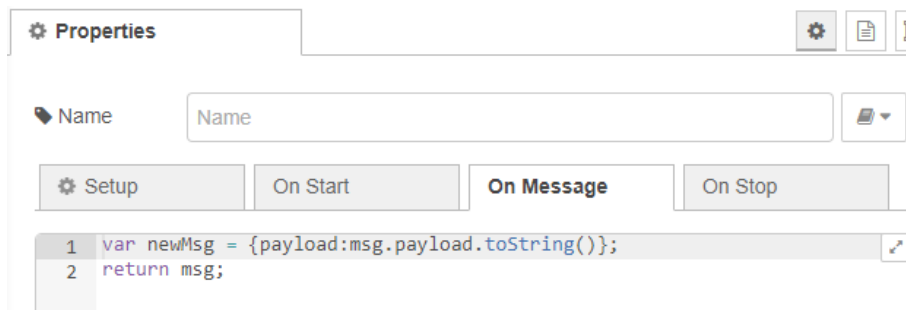 Properties
Name
Name
Setup
On Start
On Message
On Stop
1 var newMsg = {payload:msg.payload.toString()};
2 return msg;